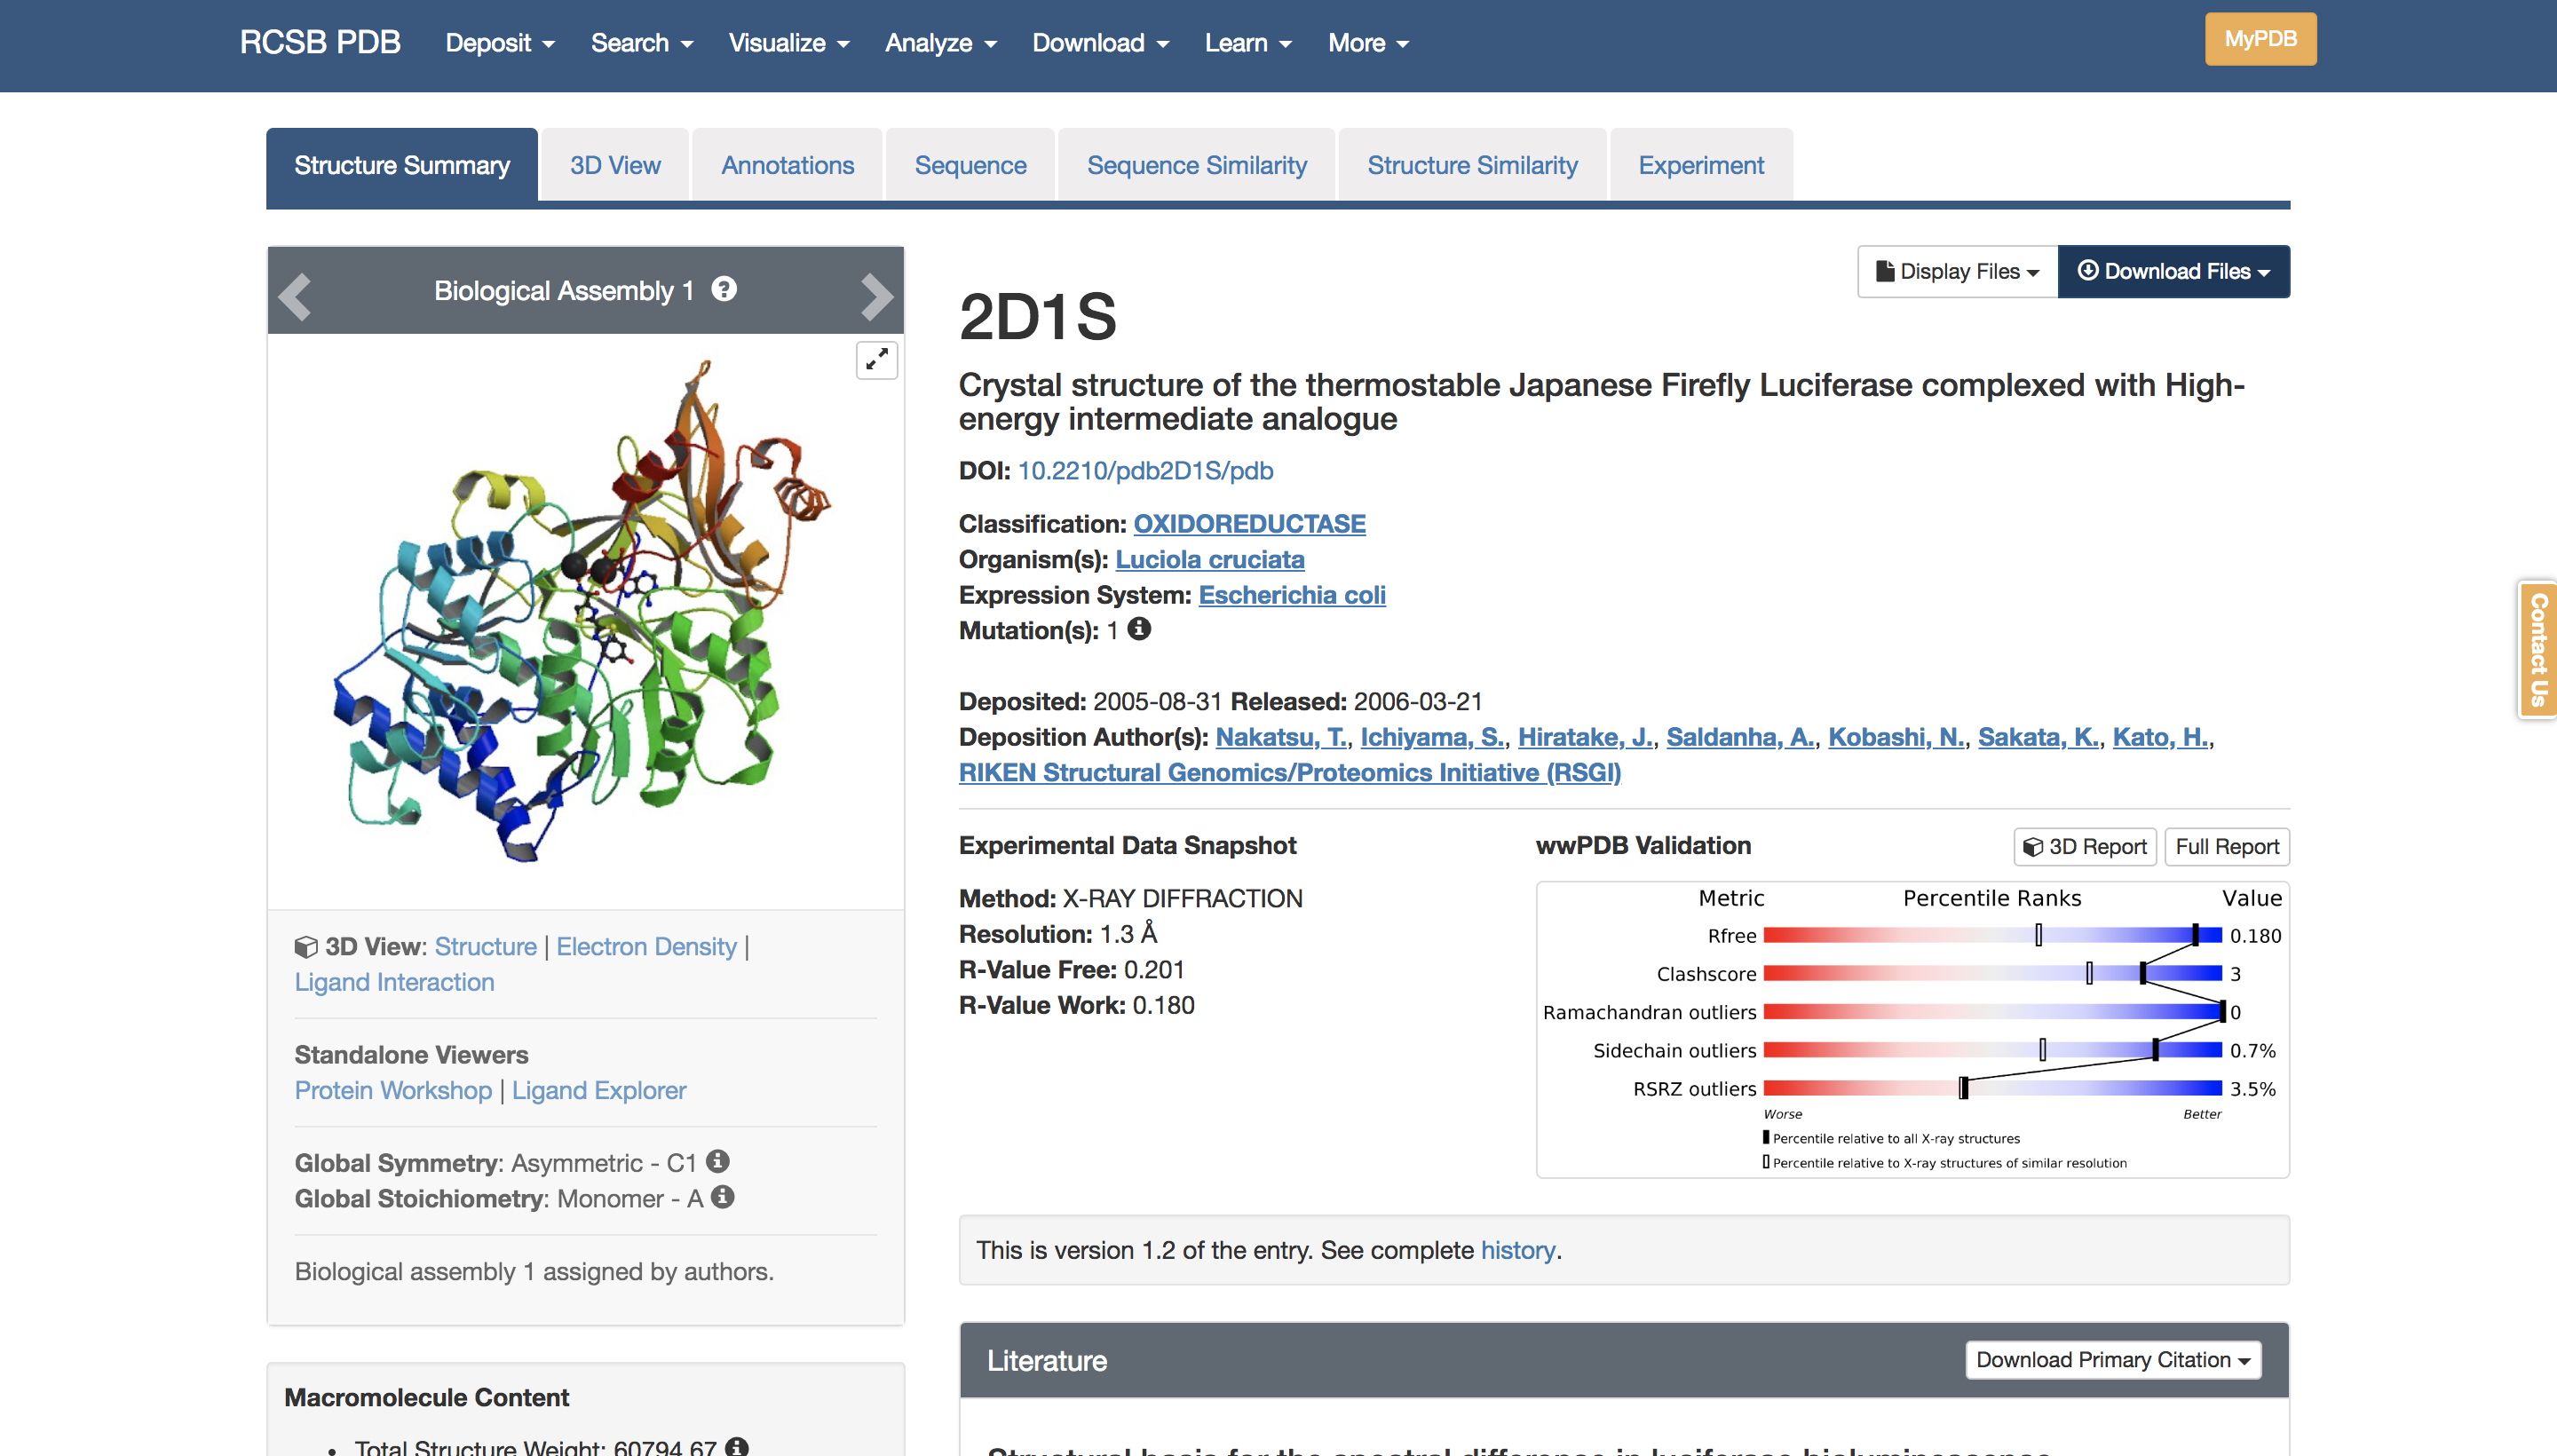 RCSB PDB Deposit Search Visualize Analyze Download Learn More MyPDB
Structure Summary 3D View Annotations Sequence Sequence Similarity Structure Similarity Experiment
Biological Assembly 1
3D View: Structure | Electron Density |
Ligand Interaction
Standalone Viewers
Protein Workshop | Ligand Explorer
Global Symmetry: Asymmetric - C1
Global Stoichiometry: Monomer - A
Biological assembly 1 assigned by authors.
Macromolecule Content
• Total Structure Weight: 60794.67
Display Files Download Files
2D1S
Crystal structure of the thermostable Japanese Firefly Luciferase complexed with High-
energy intermediate analogue
DOI: 10.2210/pdb2D1S/pdb
Classification: OXIDOREDUCTASE
Organism(s): Luciola cruciata
Expression System: Escherichia coli
Mutation(s): 1
Deposited: 2005-08-31 Released: 2006-03-21
Deposition Author(s): Nakatsu, T., Ichiyama, S., Hiratake, J., Saldanha, A., Kobashi, N., Sakata, K., Kato, H.,
RIKEN Structural Genomics/Proteomics Initiative (RSGI)
Experimental Data Snapshot
Method: X-RAY DIFFRACTION
Resolution: 1.3 Å
R-Value Free: 0.201
R-Value Work: 0.180
wwPDB Validation 3D Report Full Report
Metric Percentile Ranks Value
Rfree 0.180
Clashscore 3
Ramachandran outliers 0
Sidechain outliers 0.7%
RSRZ outliers 3.5%
Worse Better
Percentile relative to all X-ray structures
Percentile relative to X-ray structures of similar resolution
This is version 1.2 of the entry. See complete history.
Literature Download Primary Citation
Structural basis for the spectral difference in luciferase bioluminescence
Contact Us